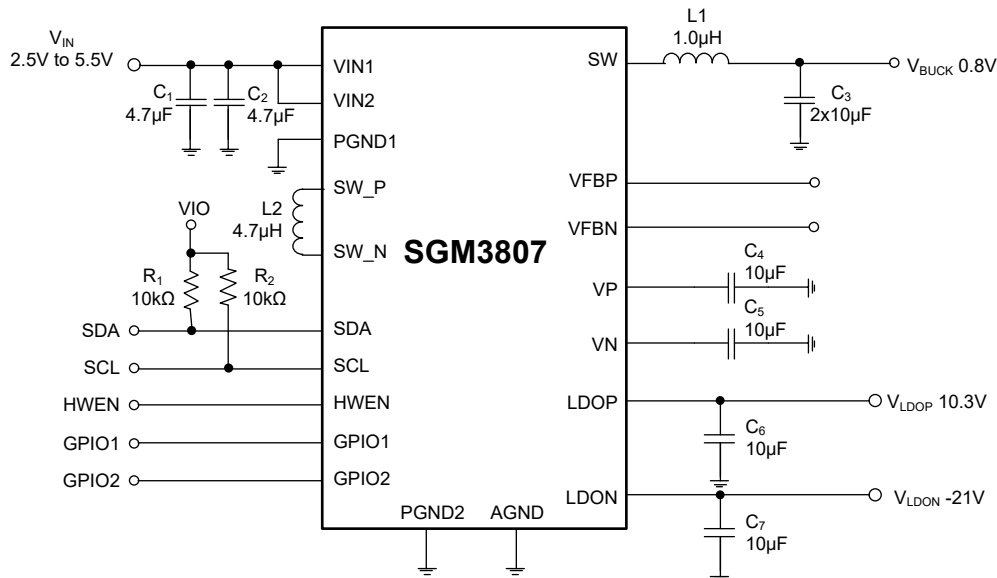 L1
1.0µH
VIN
2.5V to 5.5V
VIN1
SW
VBUCK 0.8V
C1
4.7µF
C2
4.7µF
VIN2
C3
2x10µF
PGND1
SW_P
VFBP
VIO
L2
4.7µH
VFBN
SW_N
SGM3807
C4
10µF
R1
10kΩ
R2
10kΩ
VP
C5
10µF
SDA
SDA
VN
SCL
SCL
HWEN
HWEN
LDOP
VLDOP 10.3V
GPIO1
GPIO1
C6
10µF
GPIO2
GPIO2
LDON
VLDON -21V
PGND2
AGND
C7
10µF